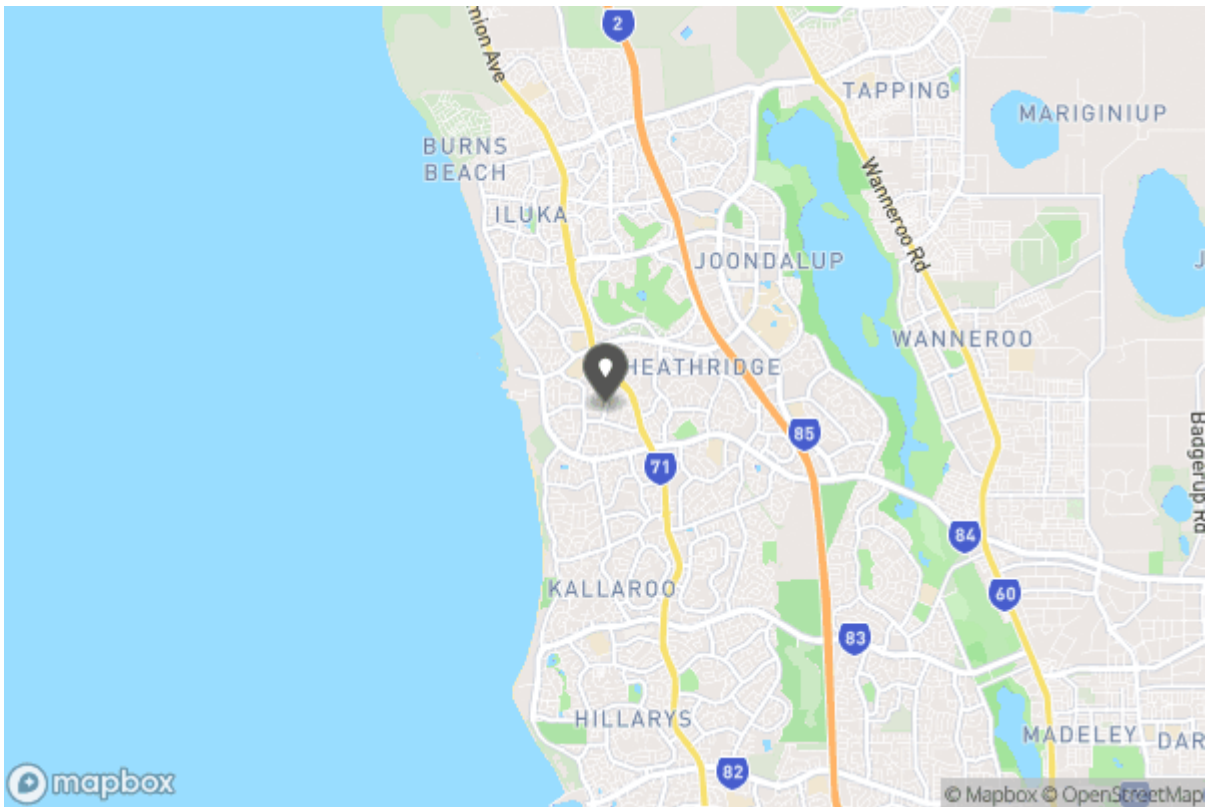 2
mion Ave
TAPPING
MARIGINIUP
BURNS
BEACH
Wanneroo Rd
ILUKA
JOONDALUP
J
WANNEROO
HEATHRIDGE
85
71
Badgerup Rd
84
KALLAROO
60
83
HILLARYS
MADELEY
DAR
82
mapbox
© Mapbox © OpenStreetMap